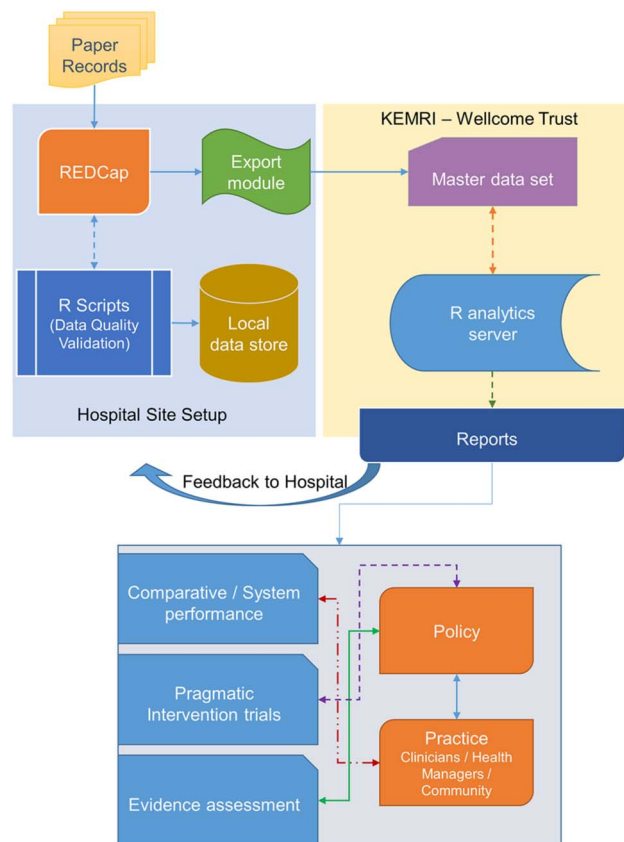 Paper
Records
KEMRI – Wellcome Trust
REDCap
Export
module
Master data set
R Scripts
(Data Quality
Validation)
Local
data store
R analytics
server
Hospital Site Setup
Reports
Feedback to Hospital
Comparative / System
performance
Policy
Pragmatic
Intervention trials
Practice
Clinicians / Health
Managers /
Community
Evidence assessment